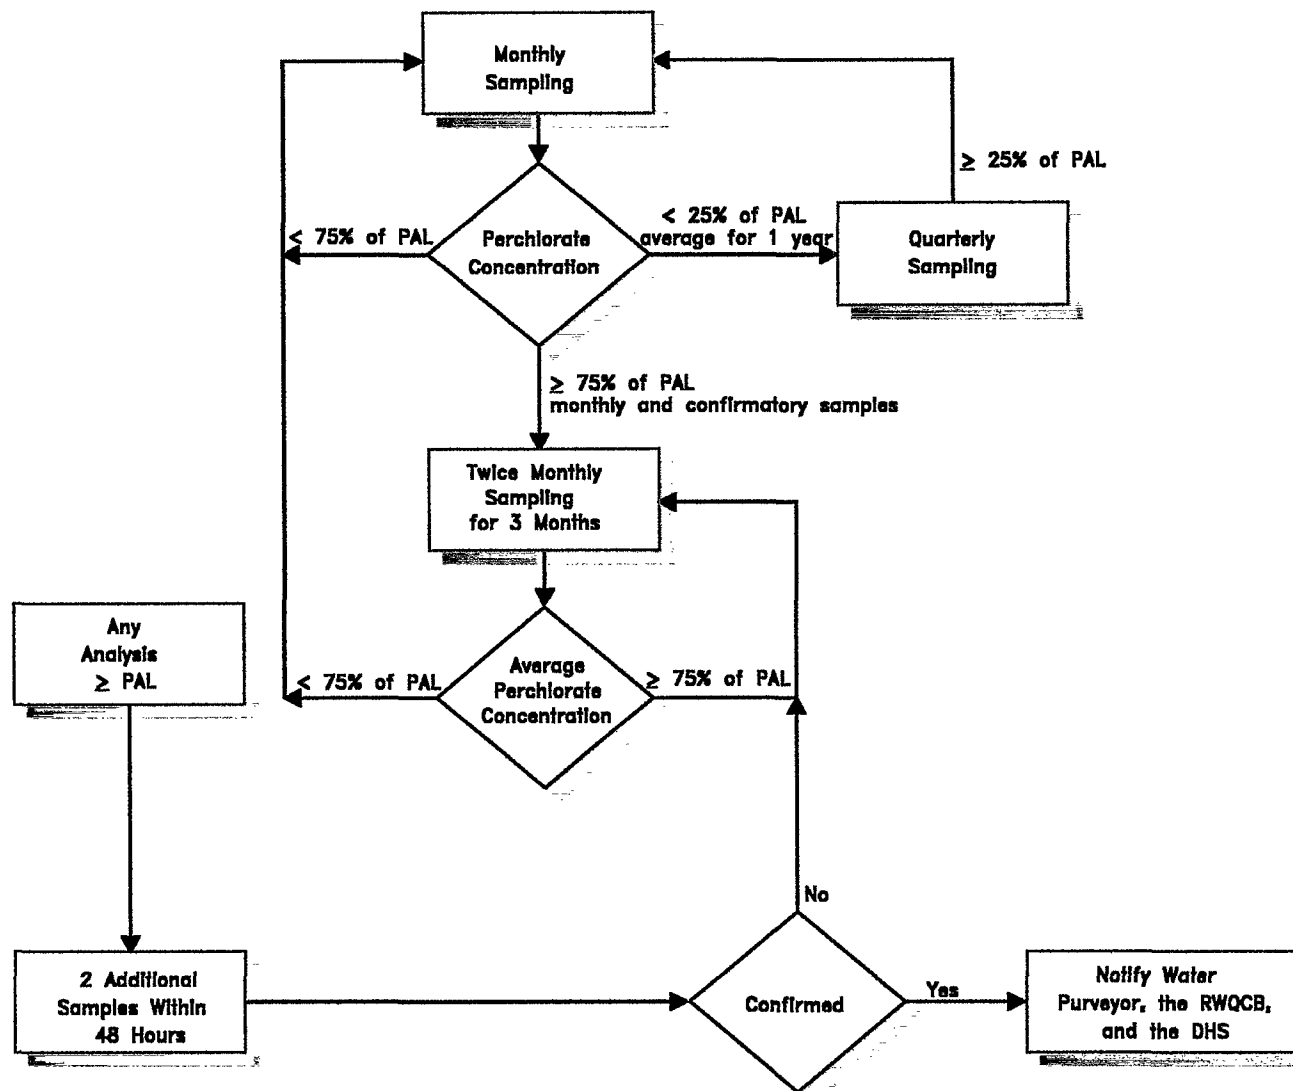 Monthly
Sampling
≥ 25% of PAL
< 75% of PAL
Perchlorate
Concentration
< 25% of PAL
average for 1 year
Quarterly
Sampling
≥ 75% of PAL
monthly and confirmatory samples
Twice Monthly
Sampling
for 3 Months
Any
Analysis
≥ PAL
< 75% of PAL
Average
Perchlorate
Concentration
≥ 75% of PAL
No
2 Additional
Samples Within
48 Hours
Confirmed
Yes
Notify Water
Purveyor, the RWQCB,
and the DHS